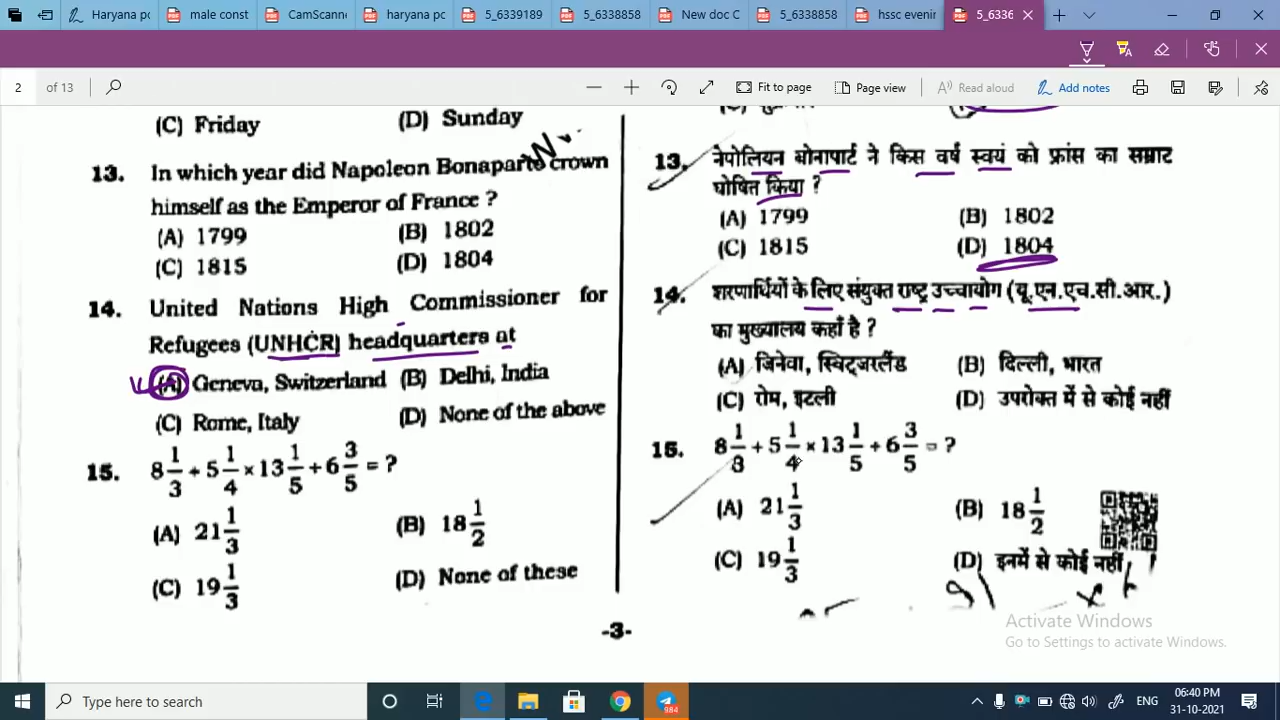 Haryana pc
male const
CamScanne
haryana pc
5_6339189
5_6338858
New doc C
5_6338858
hssc evenir
5_6336
2 of 13
Fit to page
Page view
Read aloud
Add notes
(C) Friday (D) Sunday
13. In which year did Napoleon Bonaparte crown
himself as the Emperor of France ?
(A) 1799 (B) 1802
(C) 1815 (D) 1804
14. United Nations High Commissioner for
Refugees (UNHCR) headquarters at
(A) Geneva, Switzerland (B) Delhi, India
(C) Rome, Italy (D) None of the above
15. 8 1/3 + 5 1/4 × 13 1/5 + 6 3/5 = ?
(A) 21 1/3 (B) 18 1/2
(C) 19 1/3 (D) None of these
13. नेपोलियन बोनापार्ट ने किस वर्ष स्वयं को फ्रांस का सम्राट
घोषित किया ?
(A) 1799 (B) 1802
(C) 1815 (D) 1804
14. शरणार्थियों के लिए संयुक्त राष्ट्र उच्चायोग (यू.एन.एच.सी.आर.)
का मुख्यालय कहाँ है ?
(A) जिनेवा, स्विट्जरलैंड (B) दिल्ली, भारत
(C) रोम, इटली (D) उपरोक्त में से कोई नहीं
15. 8 1/3 + 5 1/4 × 13 1/5 + 6 3/5 = ?
(A) 21 1/3 (B) 18 1/2
(C) 19 1/3 (D) इनमें से कोई नहीं
-3-
Activate Windows
Go to Settings to activate Windows.
Type here to search
984
ENG
06:40 PM
31-10-2021